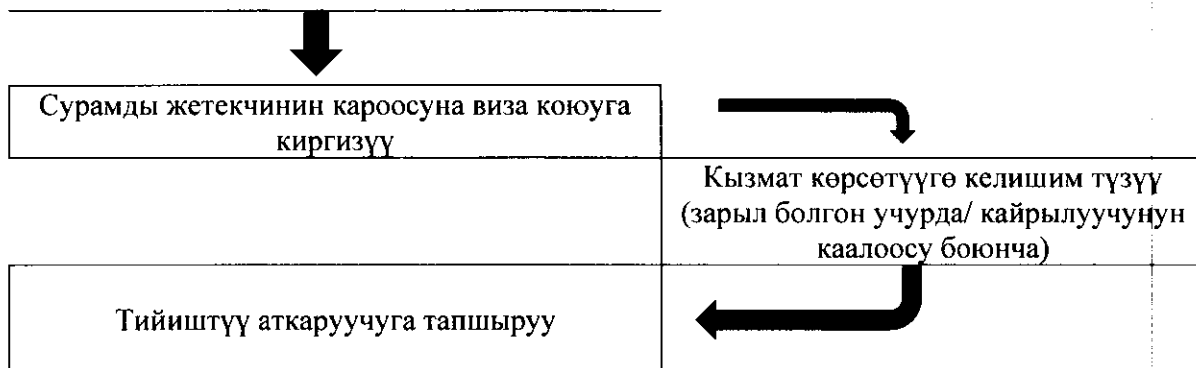 Сурамды жетекчинин кароосуна виза коюуга
киргизүү
Кызмат көрсөтүүгө келишим түзүү
(зарыл болгон учурда/ кайрылуучунун
каалоосу боюнча)
Тийиштүү аткаруучуга тапшыруу